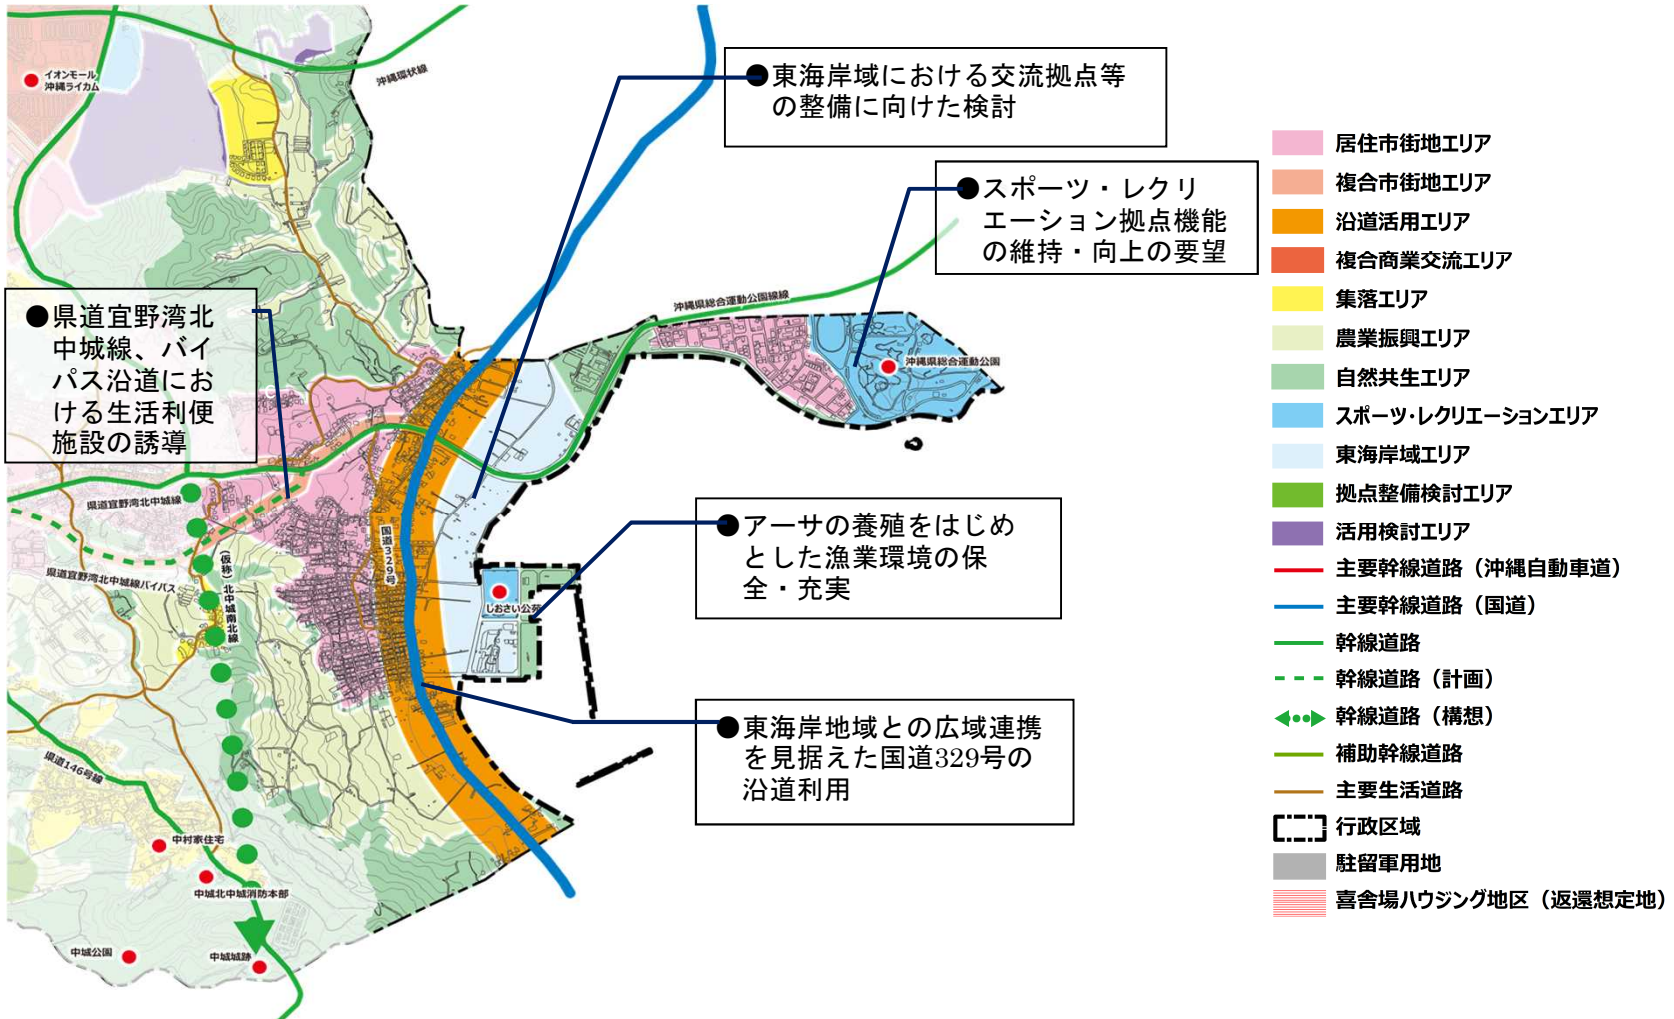 イオンモール
沖縄ライカム
沖縄環状線
●東海岸域における交流拠点等
の整備に向けた検討
●スポーツ・レクリ
エーション拠点機能
の維持・向上の要望
●県道宜野湾北
中城線、バイ
パス沿道にお
ける生活利便
施設の誘導
沖縄県総合運動公園線線
沖縄県総合運動公園
県道宜野湾北中城線
県道宜野湾北中城線バイパス
(仮称)北中城南北線
国道329号
●アーサの養殖をはじめ
とした漁業環境の保
全・充実
しおさい公苑
●東海岸地域との広域連携
を見据えた国道329号の
沿道利用
県道146号線
中村家住宅
中城北中城消防本部
中城公園
中城城跡
居住市街地エリア
複合市街地エリア
沿道活用エリア
複合商業交流エリア
集落エリア
農業振興エリア
自然共生エリア
スポーツ・レクリエーションエリア
東海岸域エリア
拠点整備検討エリア
活用検討エリア
主要幹線道路（沖縄自動車道）
主要幹線道路（国道）
幹線道路
幹線道路（計画）
幹線道路（構想）
補助幹線道路
主要生活道路
行政区域
駐留軍用地
喜舎場ハウジング地区（返還想定地）